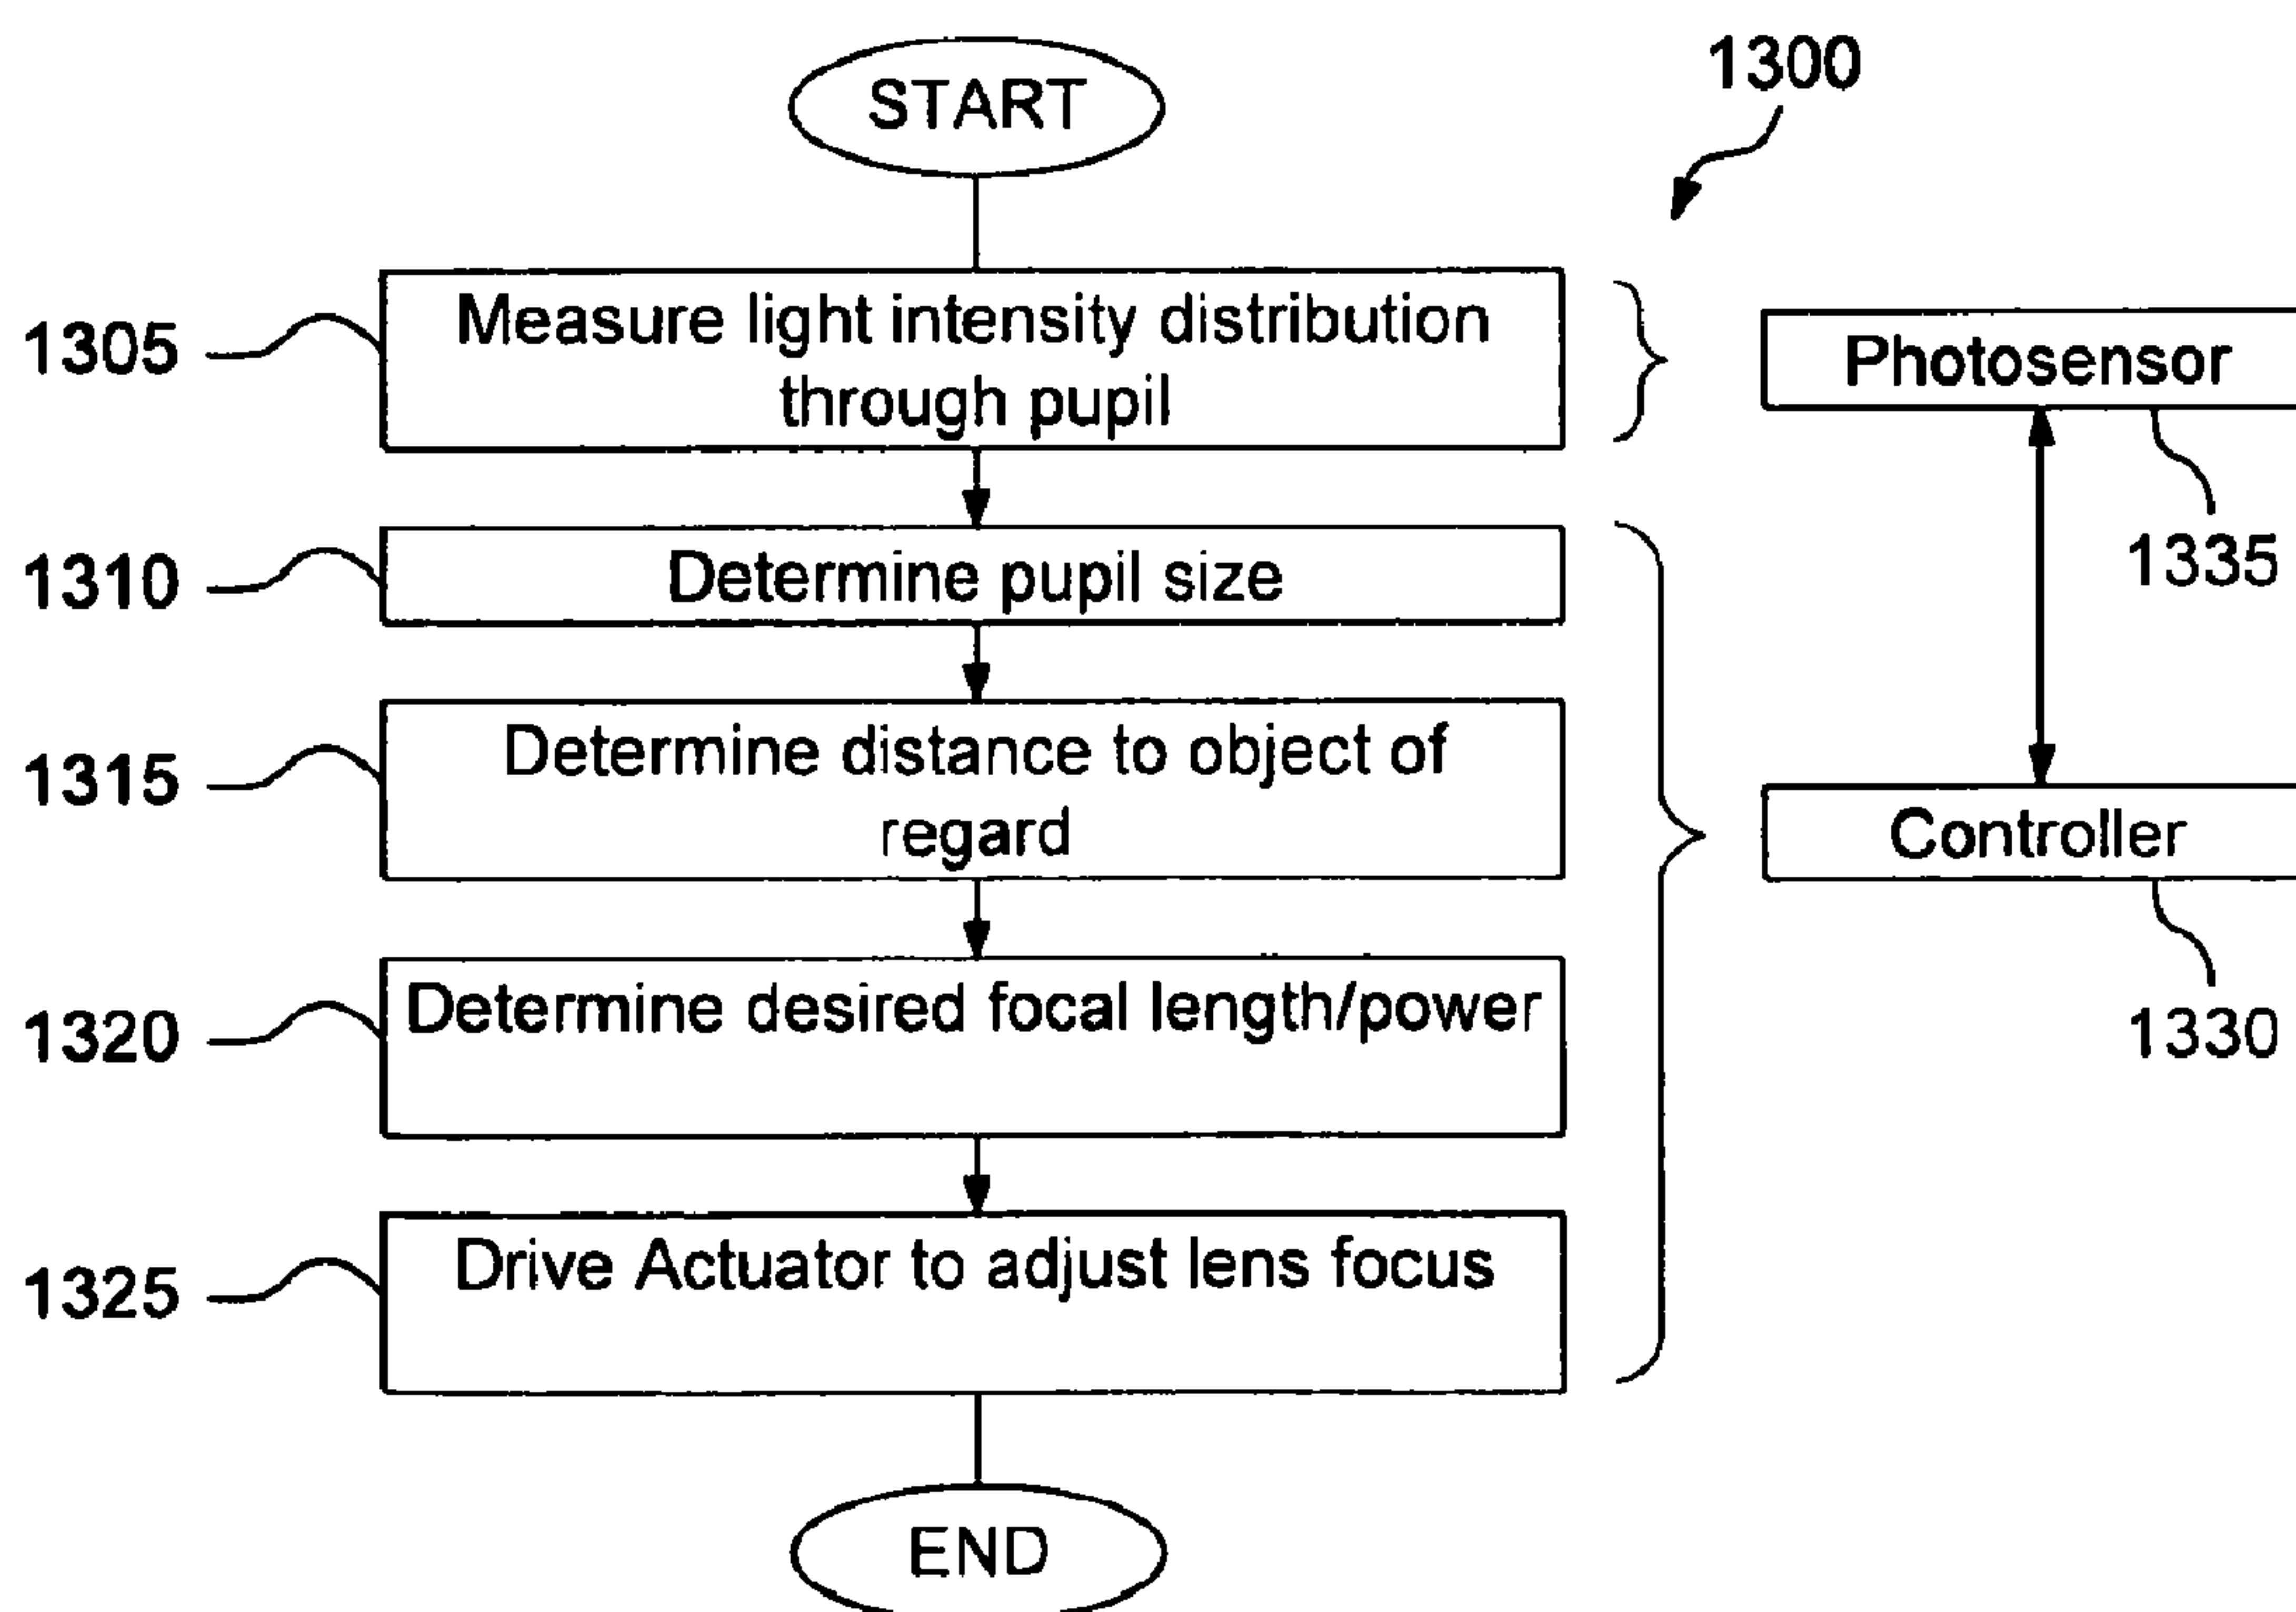 START
1300
1305
Measure light intensity distribution
through pupil
Photosensor
1335
1310
Determine pupil size
1315
Determine distance to object of
regard
Controller
1330
1320
Determine desired focal length/power
1325
Drive Actuator to adjust lens focus
END